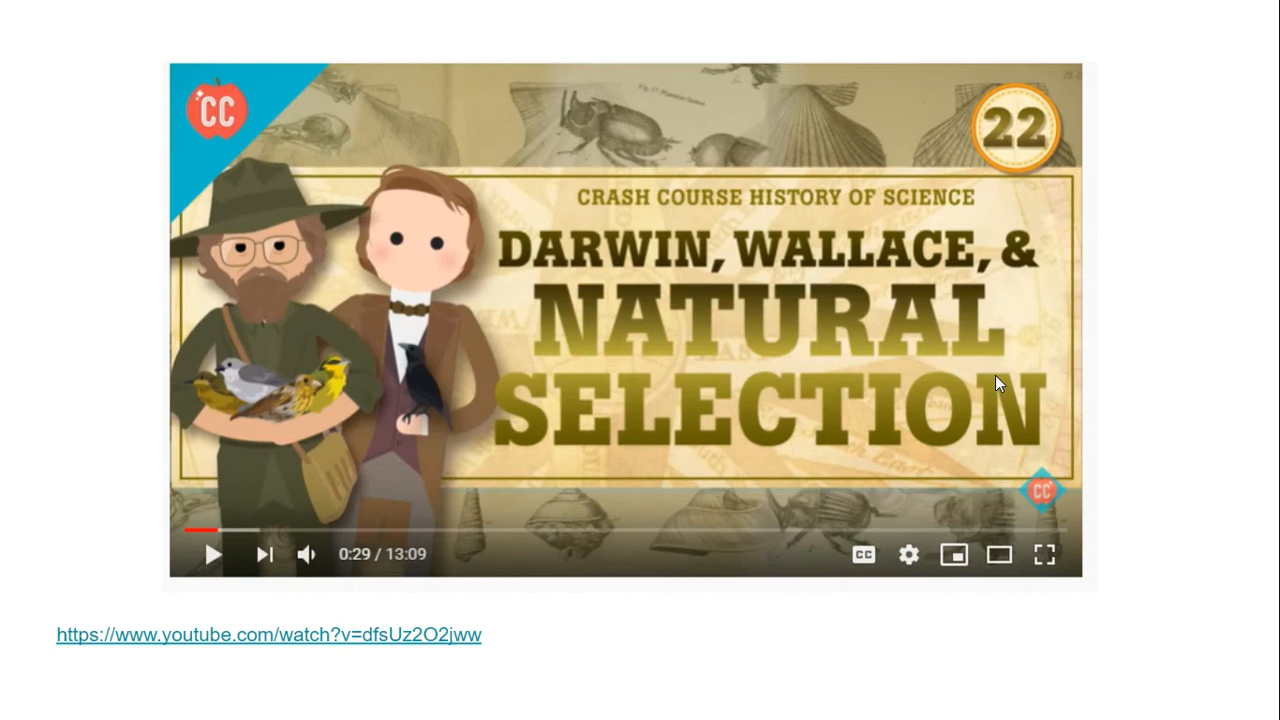 CC
22
CRASH COURSE HISTORY OF SCIENCE
DARWIN, WALLACE, &
NATURAL
SELECTION
CC
0:29 / 13:09
CC
https://www.youtube.com/watch?v=dfsUz2O2jww